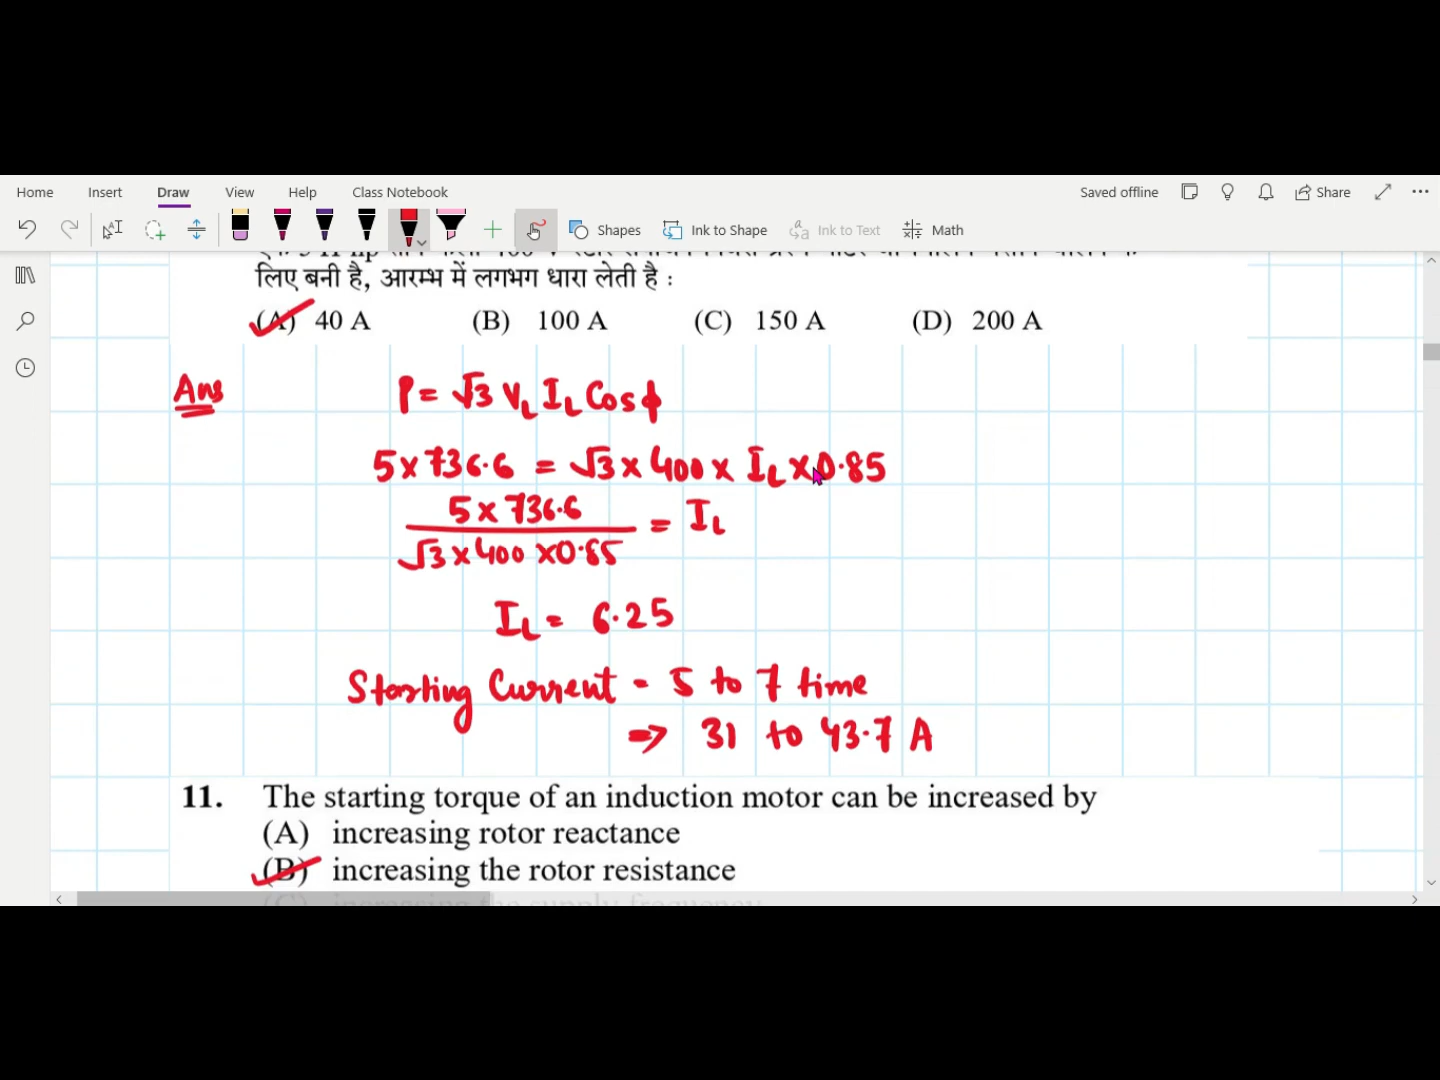 Home Insert Draw View Help Class Notebook Saved offline Share
Shapes Ink to Shape Ink to Text Math
लिए बनी है, आरम्भ में लगभग धारा लेती है :
(A) 40 A (B) 100 A (C) 150 A (D) 200 A
Ans P = √3 VL IL Cos ϕ
5 × 736.6 = √3 × 400 × IL × 0.85
5 × 736.6 / √3 × 400 × 0.85 = IL
IL = 6.25
Starting Current = 5 to 7 time
⇒ 31 to 43.7 A
11. The starting torque of an induction motor can be increased by
(A) increasing rotor reactance
(B) increasing the rotor resistance